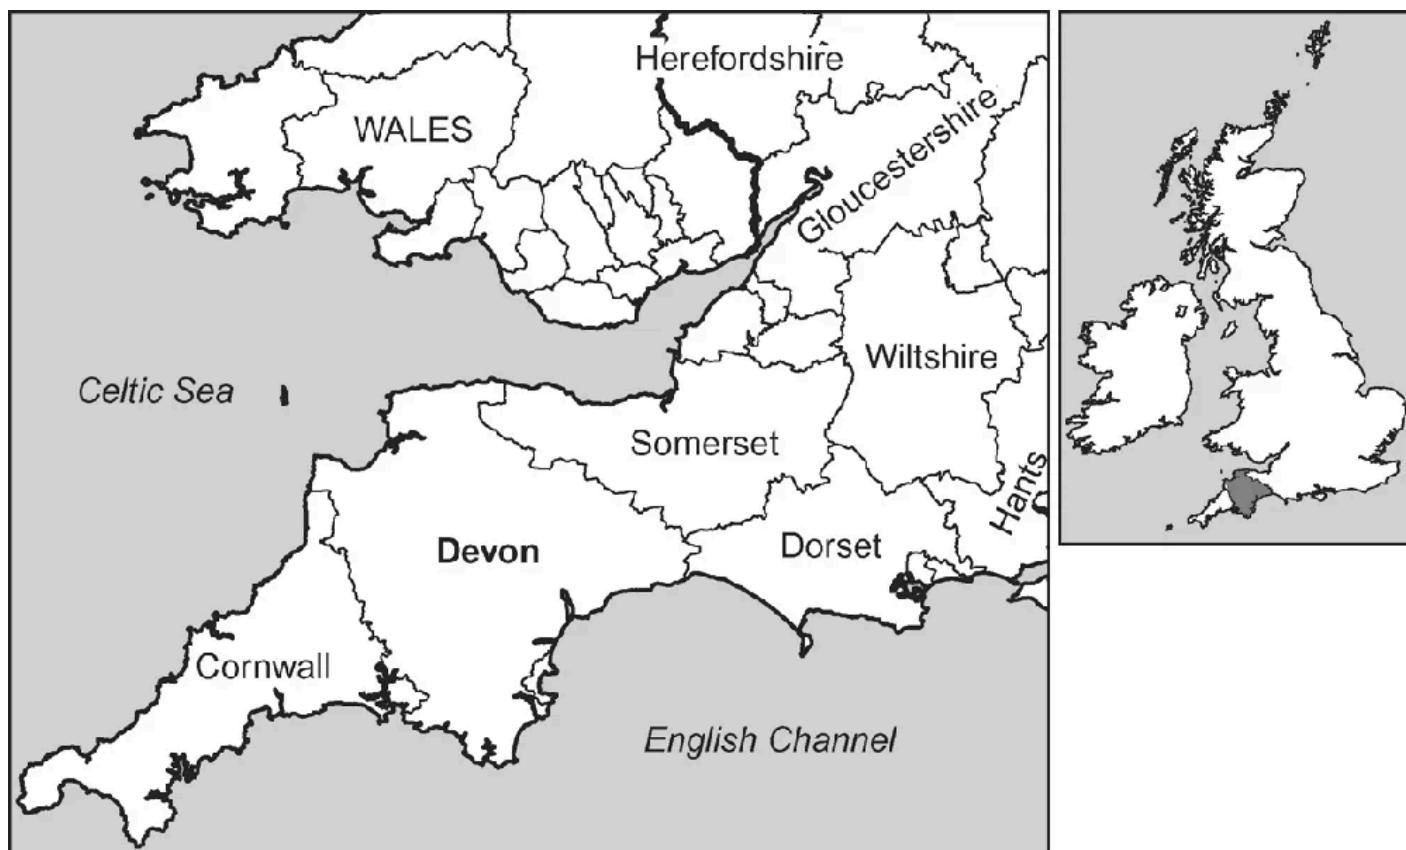 Herefordshire
WALES
Gloucestershire
Wiltshire
Celtic Sea
Somerset
Hants
Devon
Dorset
Cornwall
English Channel